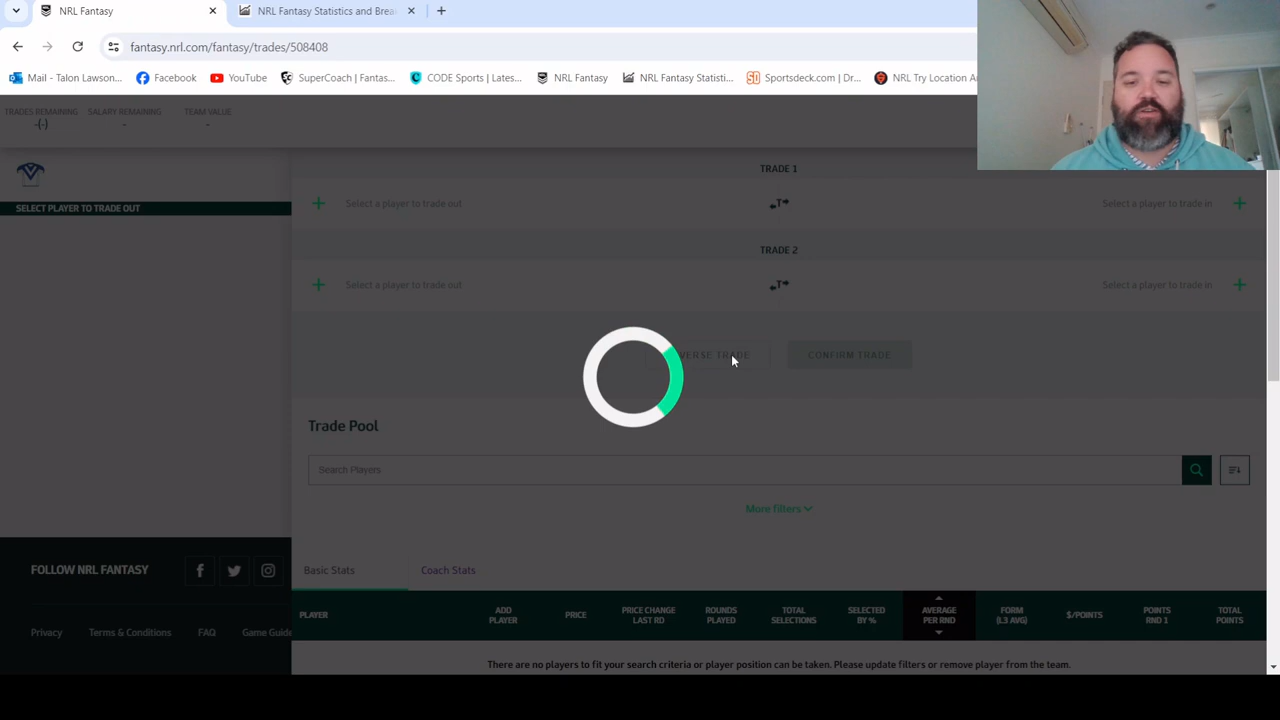 NRL Fantasy
NRL Fantasy Statistics and Brea
fantasy.nrl.com/fantasy/trades/508408
Mail - Talon Lawson...
Facebook
YouTube
SuperCoach | Fantas...
CODE Sports | Lates...
NRL Fantasy
NRL Fantasy Statisti...
Sportsdeck.com | Dr...
NRL Try Location A
TRADES REMAINING
-(-)
SALARY REMAINING
-
TEAM VALUE
-
SELECT PLAYER TO TRADE OUT
TRADE 1
Select a player to trade out
Select a player to trade in
TRADE 2
Select a player to trade out
Select a player to trade in
VERSE TRADE
CONFIRM TRADE
Trade Pool
Search Players
More filters
FOLLOW NRL FANTASY
Privacy
Terms & Conditions
FAQ
Game Guide
Basic Stats
Coach Stats
PLAYER
ADD
PLAYER
PRICE
PRICE CHANGE
LAST RD
ROUNDS
PLAYED
TOTAL
SELECTIONS
SELECTED
BY %
AVERAGE
PER RND
FORM
(L3 AVG)
$/POINTS
POINTS
RND 1
TOTAL
POINTS
There are no players to fit your search criteria or player position can be taken. Please update filters or remove player from the team.